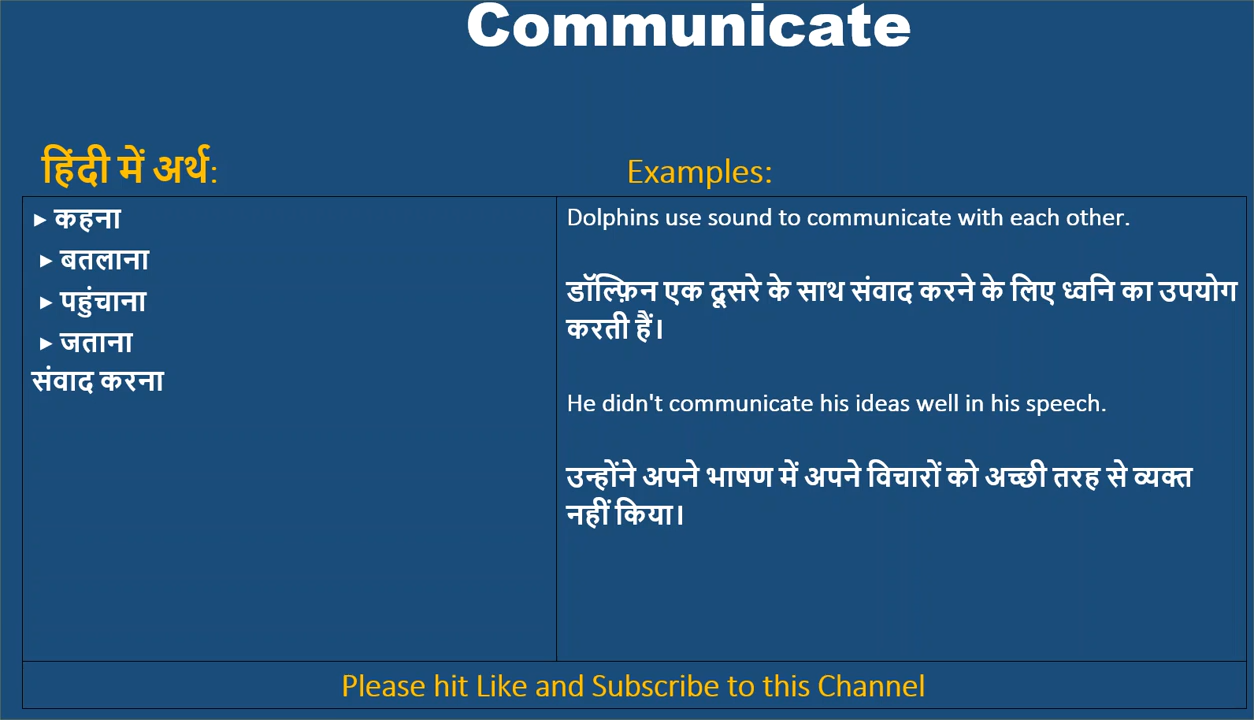 Communicate
हिंदी में अर्थ:
▸ कहना
▸ बतलाना
▸ पहुंचाना
▸ जताना
संवाद करना
Examples:
Dolphins use sound to communicate with each other.
डॉल्फ़िन एक दूसरे के साथ संवाद करने के लिए ध्वनि का उपयोग
करती हैं।
He didn't communicate his ideas well in his speech.
उन्होंने अपने भाषण में अपने विचारों को अच्छी तरह से व्यक्त
नहीं किया।
Please hit Like and Subscribe to this Channel